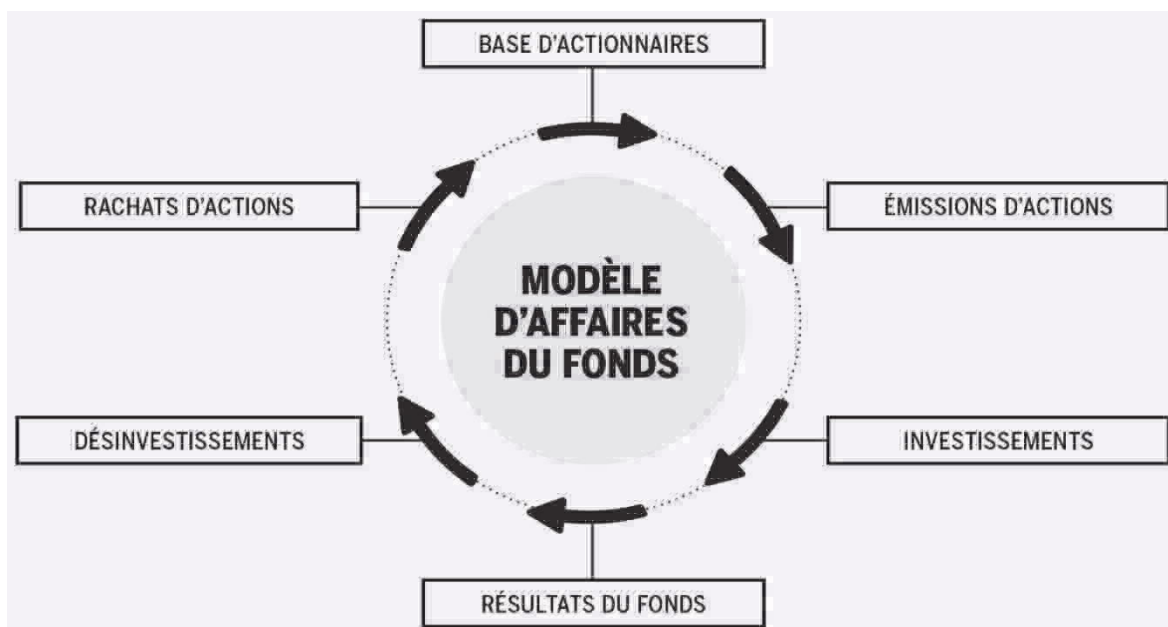 BASE D'ACTIONNAIRES
RACHATS D'ACTIONS
ÉMISSIONS D'ACTIONS
MODÈLE
D'AFFAIRES
DU FONDS
DÉSINVESTISSEMENTS
INVESTISSEMENTS
RÉSULTATS DU FONDS